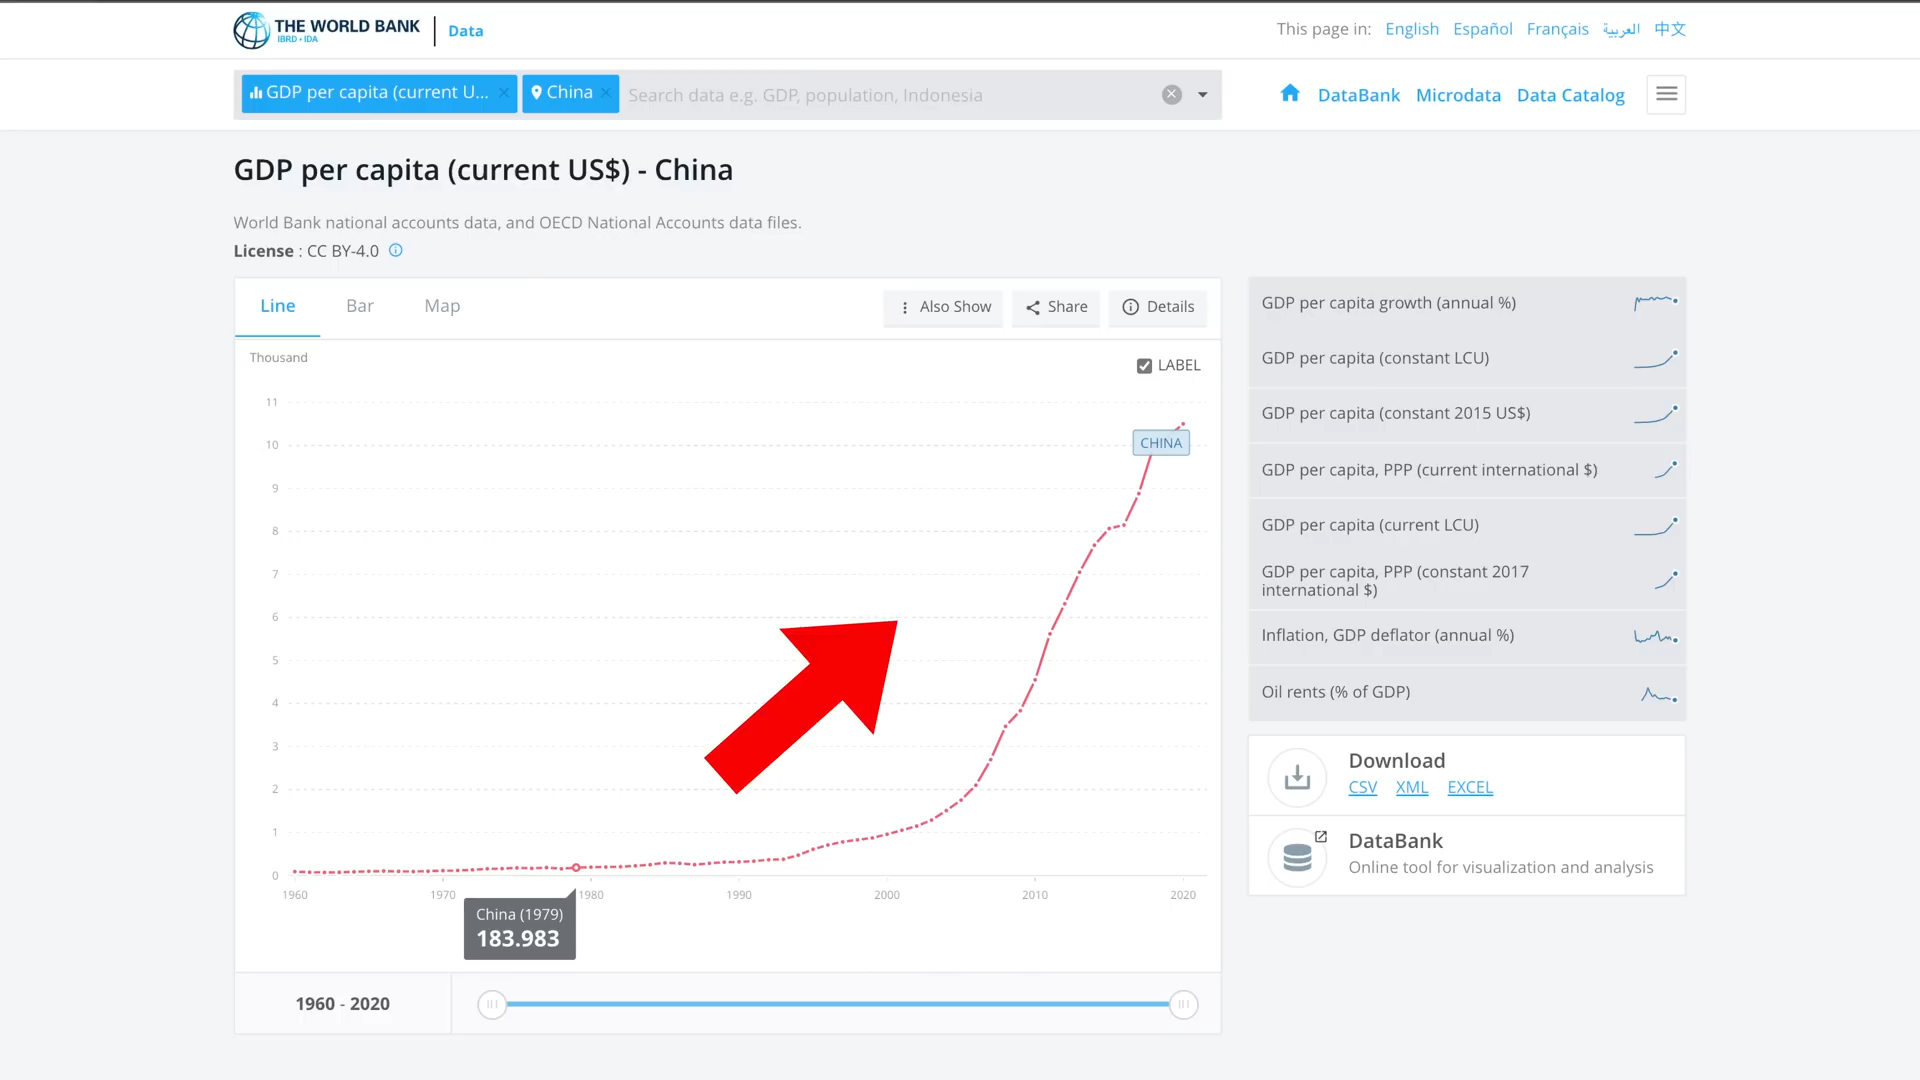 THE WORLD BANK
IBRD • IDA
Data
This page in: English Español Français العربية 中文
GDP per capita (current U... × China × Search data e.g. GDP, population, Indonesia
DataBank Microdata Data Catalog
GDP per capita (current US$) - China
World Bank national accounts data, and OECD National Accounts data files.
License : CC BY-4.0
Line Bar Map
Also Show Share Details
Thousand
LABEL
11
10
9
8
7
6
5
4
3
2
1
0
CHINA
1960 1970 1980 1990 2000 2010 2020
China (1979)
183.983
1960 - 2020
GDP per capita growth (annual %)
GDP per capita (constant LCU)
GDP per capita (constant 2015 US$)
GDP per capita, PPP (current international $)
GDP per capita (current LCU)
GDP per capita, PPP (constant 2017
international $)
Inflation, GDP deflator (annual %)
Oil rents (% of GDP)
Download
CSV XML EXCEL
DataBank
Online tool for visualization and analysis